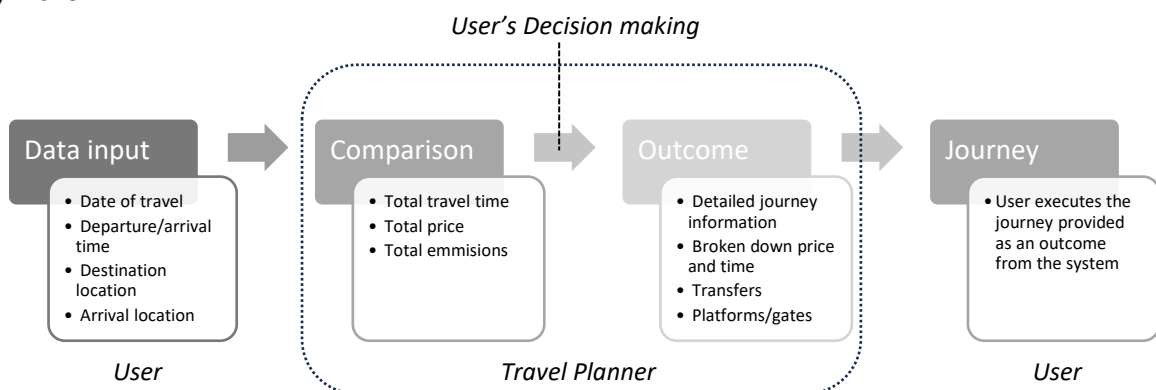 User's Decision making
Data input
• Date of travel
• Departure/arrival
time
• Destination
location
• Arrival location
User
Comparison
• Total travel time
• Total price
• Total emmisions
Outcome
• Detailed journey
information
• Broken down price
and time
• Transfers
• Platforms/gates
Travel Planner
Journey
• User executes the
journey provided
as an outcome
from the system
User